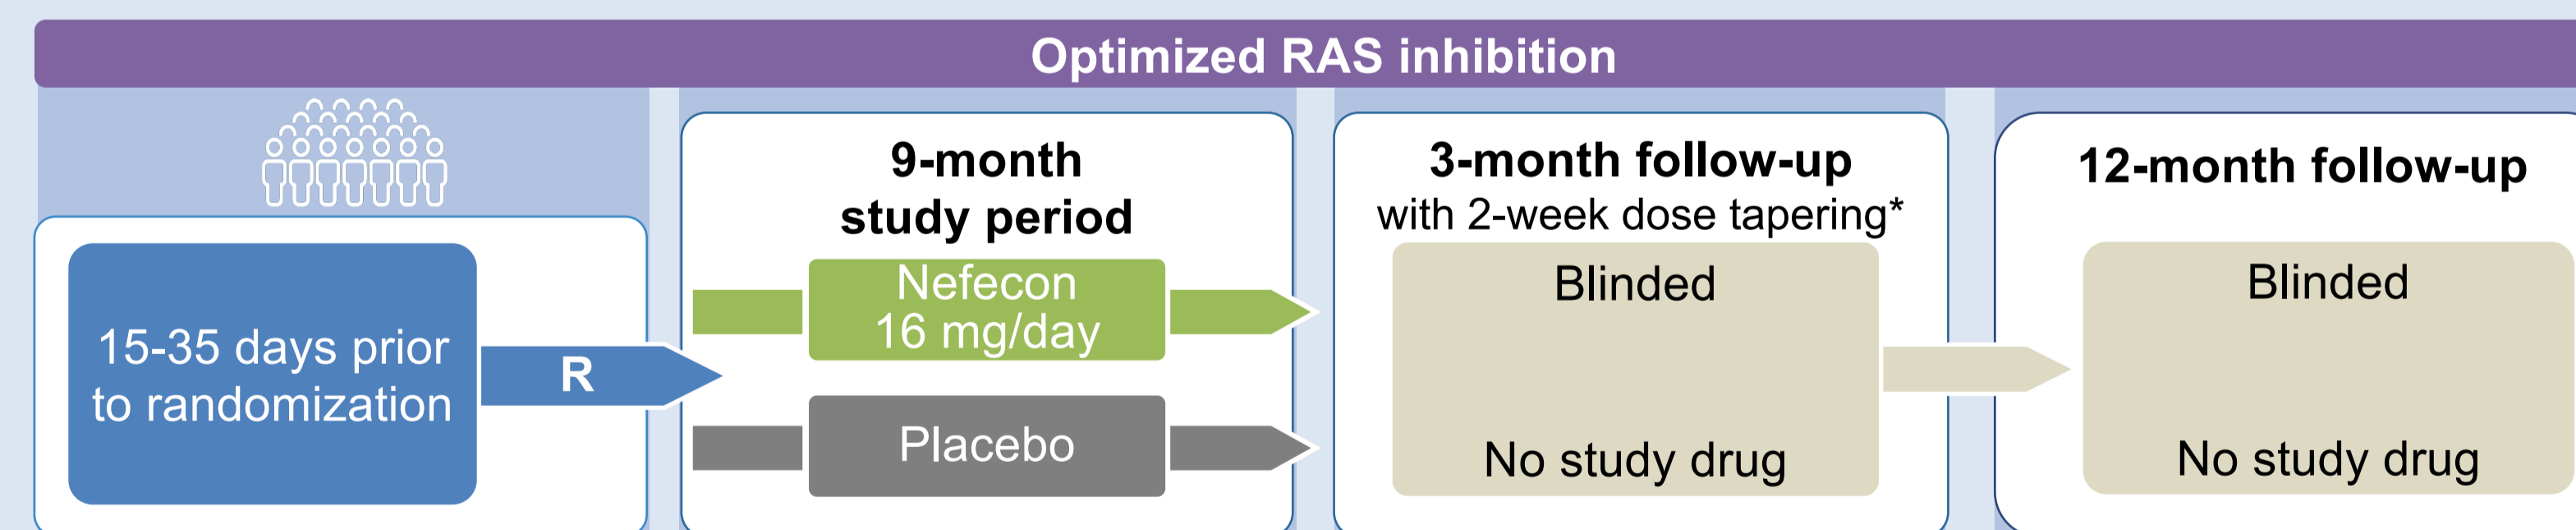 Optimized RAS inhibition
15-35 days prior
to randomization
R
9-month
study period
Nefecon
16 mg/day
Placebo
3-month follow-up
with 2-week dose tapering*
Blinded
No study drug
12-month follow-up
Blinded
No study drug